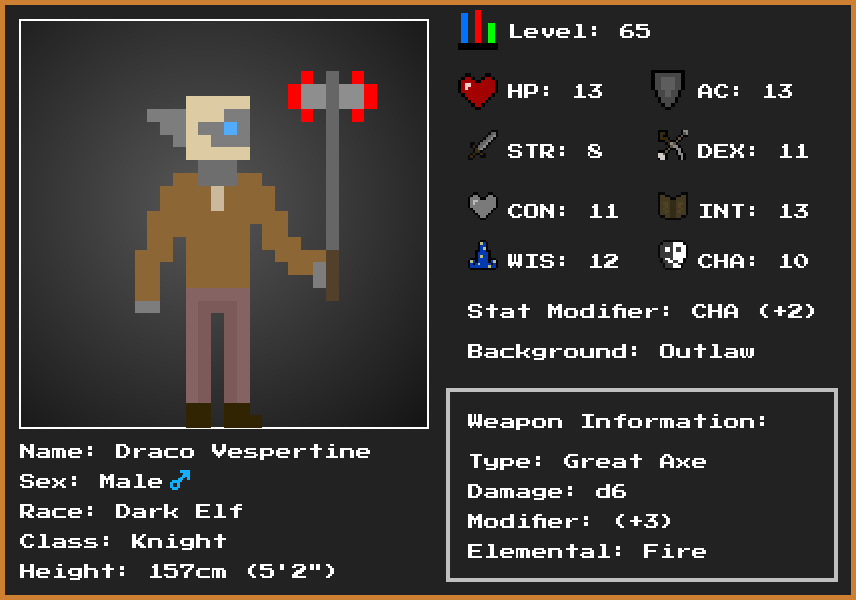 Level: 65
HP: 13
AC: 13
STR: 8
DEX: 11
CON: 11
INT: 13
WIS: 12
CHA: 10
Stat Modifier: CHA (+2)
Background: Outlaw
Weapon Information:
Type: Great Axe
Damage: d6
Modifier: (+3)
Elemental: Fire
Name: Draco Vespertine
Sex: Male ♂
Race: Dark Elf
Class: Knight
Height: 157cm (5'2")